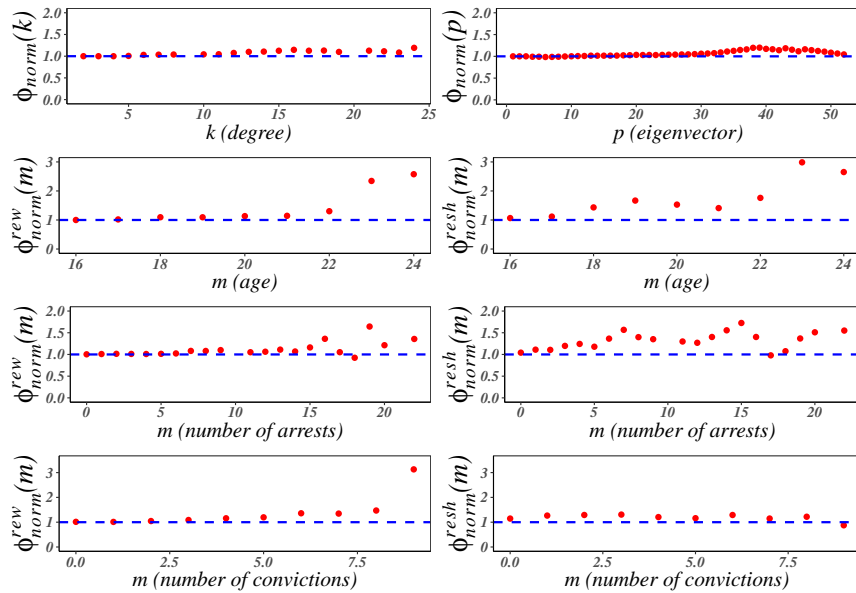 2.0
1.5
1.0
0.5
0.0
ϕnorm(k)
5 10 15 20 25
k (degree)
2.0
1.5
1.0
0.5
0.0
ϕnorm(p)
0 10 20 30 40 50
p (eigenvector)
3
2
1
0
ϕ^rew_norm(m)
16 18 20 22 24
m (age)
3
2
1
0
ϕ^resh_norm(m)
16 18 20 22 24
m (age)
2.0
1.5
1.0
0.5
0.0
ϕ^rew_norm(m)
0 5 10 15 20
m (number of arrests)
2.0
1.5
1.0
0.5
0.0
ϕ^resh_norm(m)
0 5 10 15 20
m (number of arrests)
3
2
1
0
ϕ^rew_norm(m)
0.0 2.5 5.0 7.5
m (number of convictions)
3
2
1
0
ϕ^resh_norm(m)
0.0 2.5 5.0 7.5
m (number of convictions)